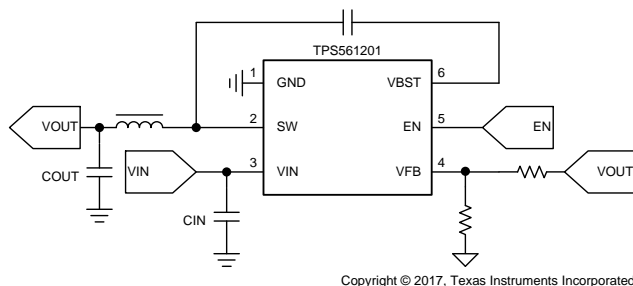 TPS561201
1
GND
VBST
6
VOUT
2
SW
EN
5
EN
COUT
VIN
3
VIN
VFB
4
VOUT
CIN
Copyright © 2017, Texas Instruments Incorporated